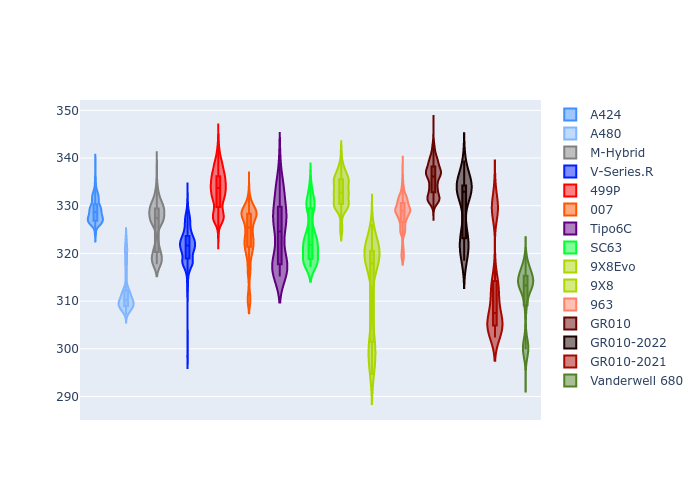 350
340
330
320
310
300
290
A424
A480
M-Hybrid
V-Series.R
499P
007
Tipo6C
SC63
9X8Evo
9X8
963
GR010
GR010-2022
GR010-2021
Vanderwell 680